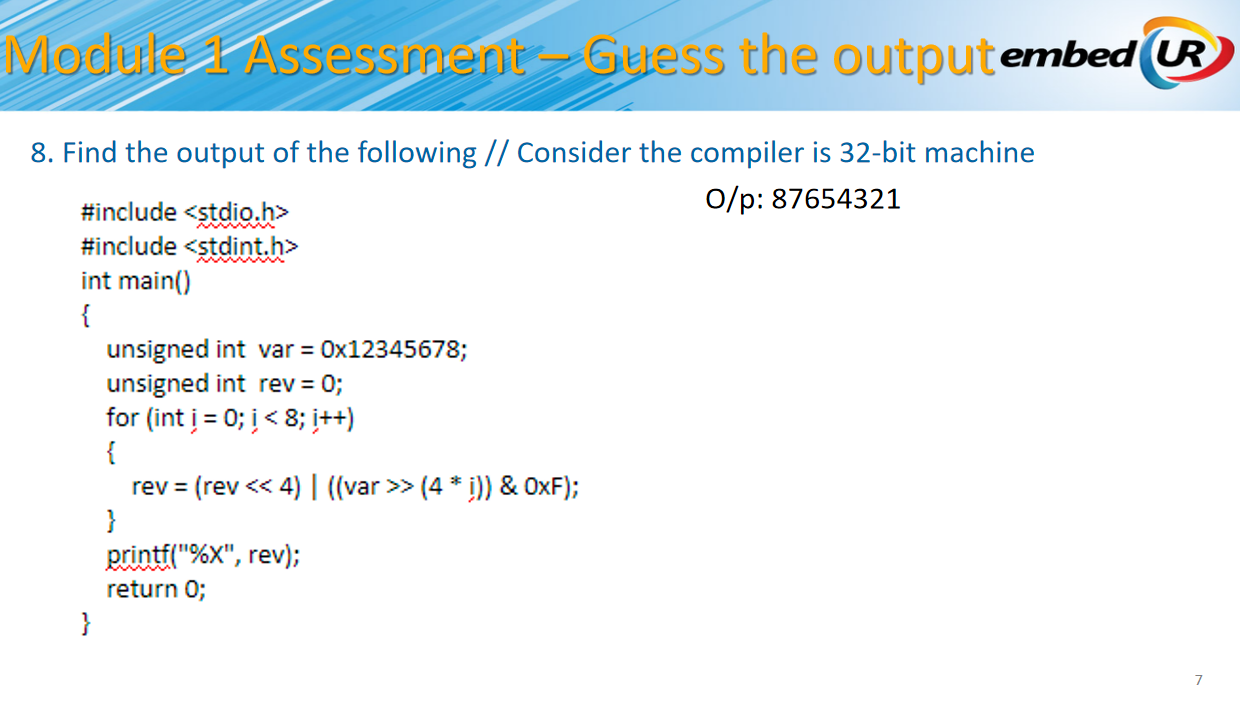 Module 1 Assessment – Guess the output
embedUR
8. Find the output of the following // Consider the compiler is 32-bit machine
O/p: 87654321
#include <stdio.h>
#include <stdint.h>
int main()
{
unsigned int  var = 0x12345678;
unsigned int  rev = 0;
for (int i = 0; i < 8; i++)
{
rev = (rev << 4) | ((var >> (4 * i)) & 0xF);
}
printf("%X", rev);
return 0;
}
7